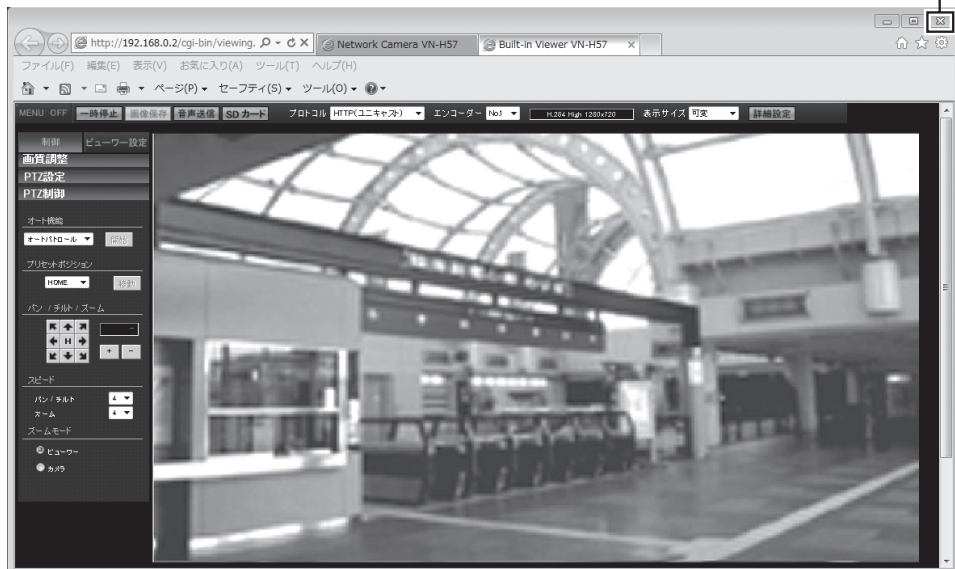 http://192.168.0.2/cgi-bin/viewing. Network Camera VN-H57 Built-in Viewer VN-H57 ×
ファイル(F) 編集(E) 表示(V) お気に入り(A) ツール(T) ヘルプ(H)
ページ(P) セーフティ(S) ツール(O)
MENU OFF 一時停止 画像保存 音声送信 SD カード プロトコル HTTP(ユニキャスト) エンコーダー No.1 H.264 High 1280x720 表示サイズ 可変 詳細設定
制御 ビューワー設定
画質調整
PTZ設定
PTZ制御
オート機能
オートパトロール 開始
プリセットポジション
HOME 移動
パン / チルト / ズーム
H
+ -
スピード
パン / チルト 4
ズーム 4
ズームモード
ビューワー
カメラ